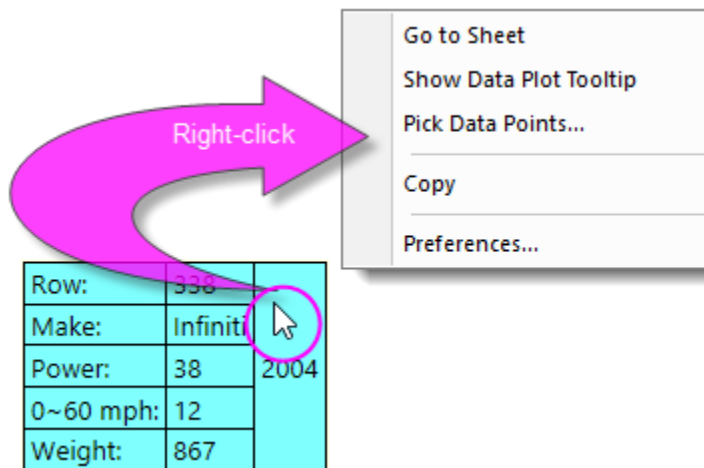 Go to Sheet
Show Data Plot Tooltip
Pick Data Points...
Copy
Preferences...
Right-click
Row: 338
Make: Infiniti
Power: 38 2004
0~60 mph: 12
Weight: 867